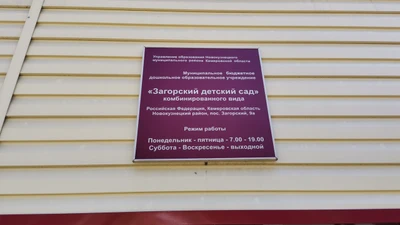 Управление образования Новокузнецкого
муниципального района Кемеровской области
Муниципальное бюджетное
дошкольное образовательное учреждение
«Загорский детский сад»
комбинированного вида
Российская Федерация, Кемеровская область
Новокузнецкий район, пос. Загорский, 9а
Режим работы
Понедельник - пятница - 7.00 - 19.00
Суббота - Воскресенье - выходной